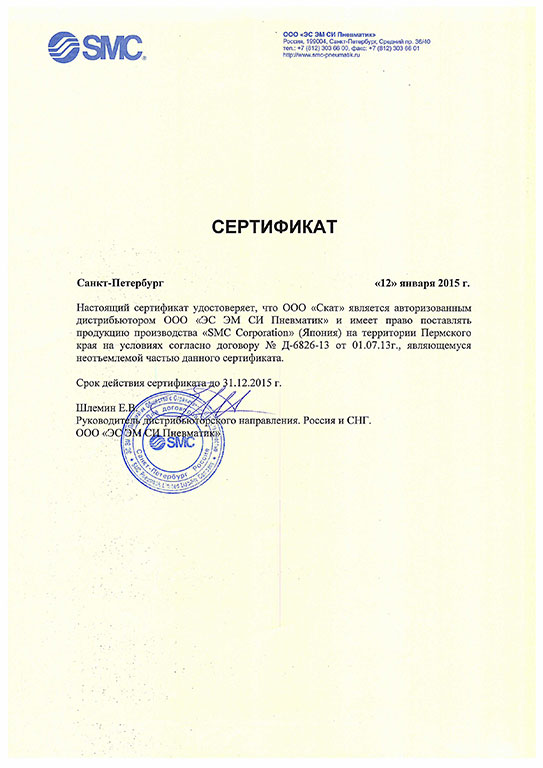 SMC
ООО «ЭС ЭМ СИ Пневматик»
Россия, 199004, Санкт-Петербург, Средний пр. 36/40
тел.: +7 (812) 303 66 00, факс: +7 (812) 303 66 01
http://www.smc-pneumatik.ru
СЕРТИФИКАТ
Санкт-Петербург «12» января 2015 г.
Настоящий сертификат удостоверяет, что ООО «Скат» является авторизованным
дистрибьютором ООО «ЭС ЭМ СИ Пневматик» и имеет право поставлять
продукцию производства «SMC Corporation» (Япония) на территории Пермского
края на условиях согласно договору № Д-6826-13 от 01.07.13г., являющемуся
неотъемлемой частью данного сертификата.
Срок действия сертификата до 31.12.2015 г.
Шлемин Е.В.
Руководитель дистрибьюторского направления. Россия и СНГ.
ООО «ЭС ЭМ СИ Пневматик»
договоров
SMC
Санкт-Петербург Россия